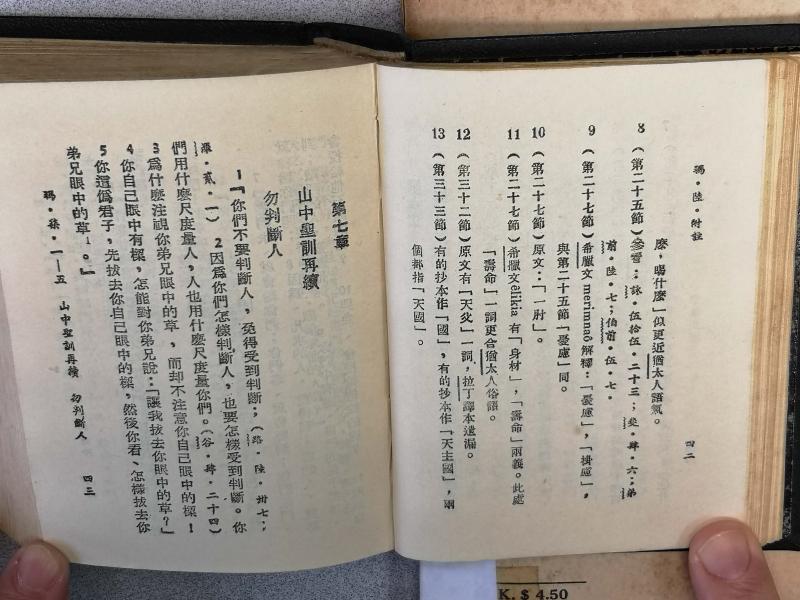 瑪・陸・附註
四二
麽，喝什麽」似更近猶太人語氣。
8（第二十五節）參看：詠・伍拾伍・二十三；斐・肆・六；弟
前・陸・七；伯前・伍・七。
9（第二十七節）希臘文 merimnaō 解釋：「憂慮」，「掛慮」，
與第二十五節「憂慮」同。
10（第二十七節）原文：「一肘」。
11（第二十七節）希臘文 ēlikia 有「身材」，「壽命」兩義。此處
「壽命」一詞更合猶太人俗語。
12（第三十二節）原文有「天父」一詞，拉丁譯本遺漏。
13（第三十三節）有的抄本作「國」，有的抄本作「天主國」，兩
個都指「天國」。
第七章
山中聖訓再續
勿判斷人
1『你們不要判斷人，免得受到判斷；（路・陸・卅七；
羅・貳・一）2因爲你們怎樣判斷人，也要怎樣受到判斷。你
們用什麽尺度量人，人也用什麽尺度量你們。（谷・肆・二十四）
3爲什麽注視你弟兄眼中的草，而却不注意你自己眼中的樑！
4你自己眼中有樑，怎能對你弟兄說：「讓我拔去你眼中的草？」
5你這僞君子，先拔去你自己眼中的樑，然後你看、怎樣拔去你
弟兄眼中的草1。』
瑪・柒・1—五 山中聖訓再續 勿判斷人 四三
K. $ 4.50